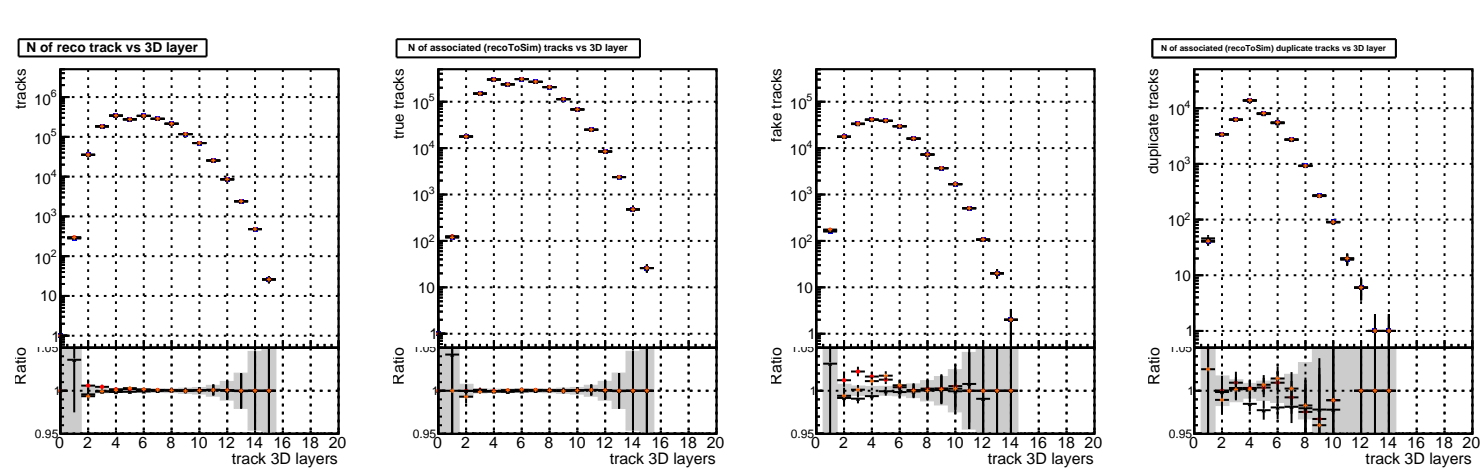 N of reco track vs 3D layer
N of associated (recoToSim) tracks vs 3D layer
N of associated (recoToSim) duplicate tracks vs 3D layer
tracks
10^6
10^5
10^4
10^3
10^2
10
1
Ratio
1.05
1
0.95
0 2 4 6 8 10 12 14 16 18 20
track 3D layers
true tracks
10^5
10^4
10^3
10^2
10
1
Ratio
1.05
1
0.95
0 2 4 6 8 10 12 14 16 18 20
track 3D layers
fake tracks
10^5
10^4
10^3
10^2
10
1
Ratio
1.05
1
0.95
0 2 4 6 8 10 12 14 16 18 20
track 3D layers
duplicate tracks
10^4
10^3
10^2
10
1
Ratio
1.05
1
0.95
0 2 4 6 8 10 12 14 16 18 20
track 3D layers